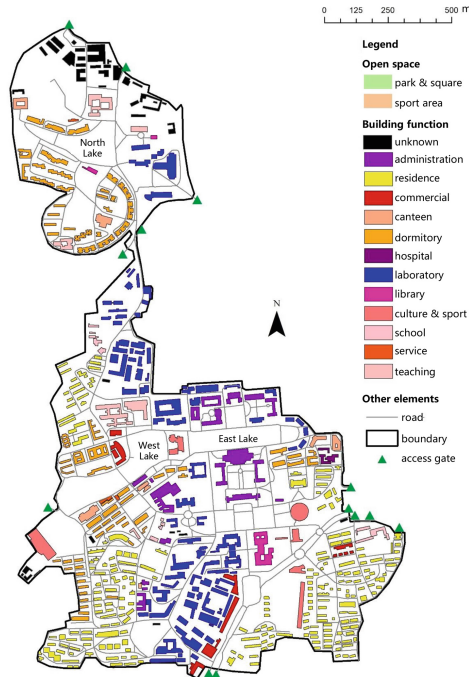 0 125 250 500 m
Legend
Open space
park & square
sport area
Building function
unknown
administration
residence
commercial
canteen
dormitory
hospital
laboratory
library
culture & sport
school
service
teaching
Other elements
road
boundary
access gate
North
Lake
N
West
Lake
East Lake